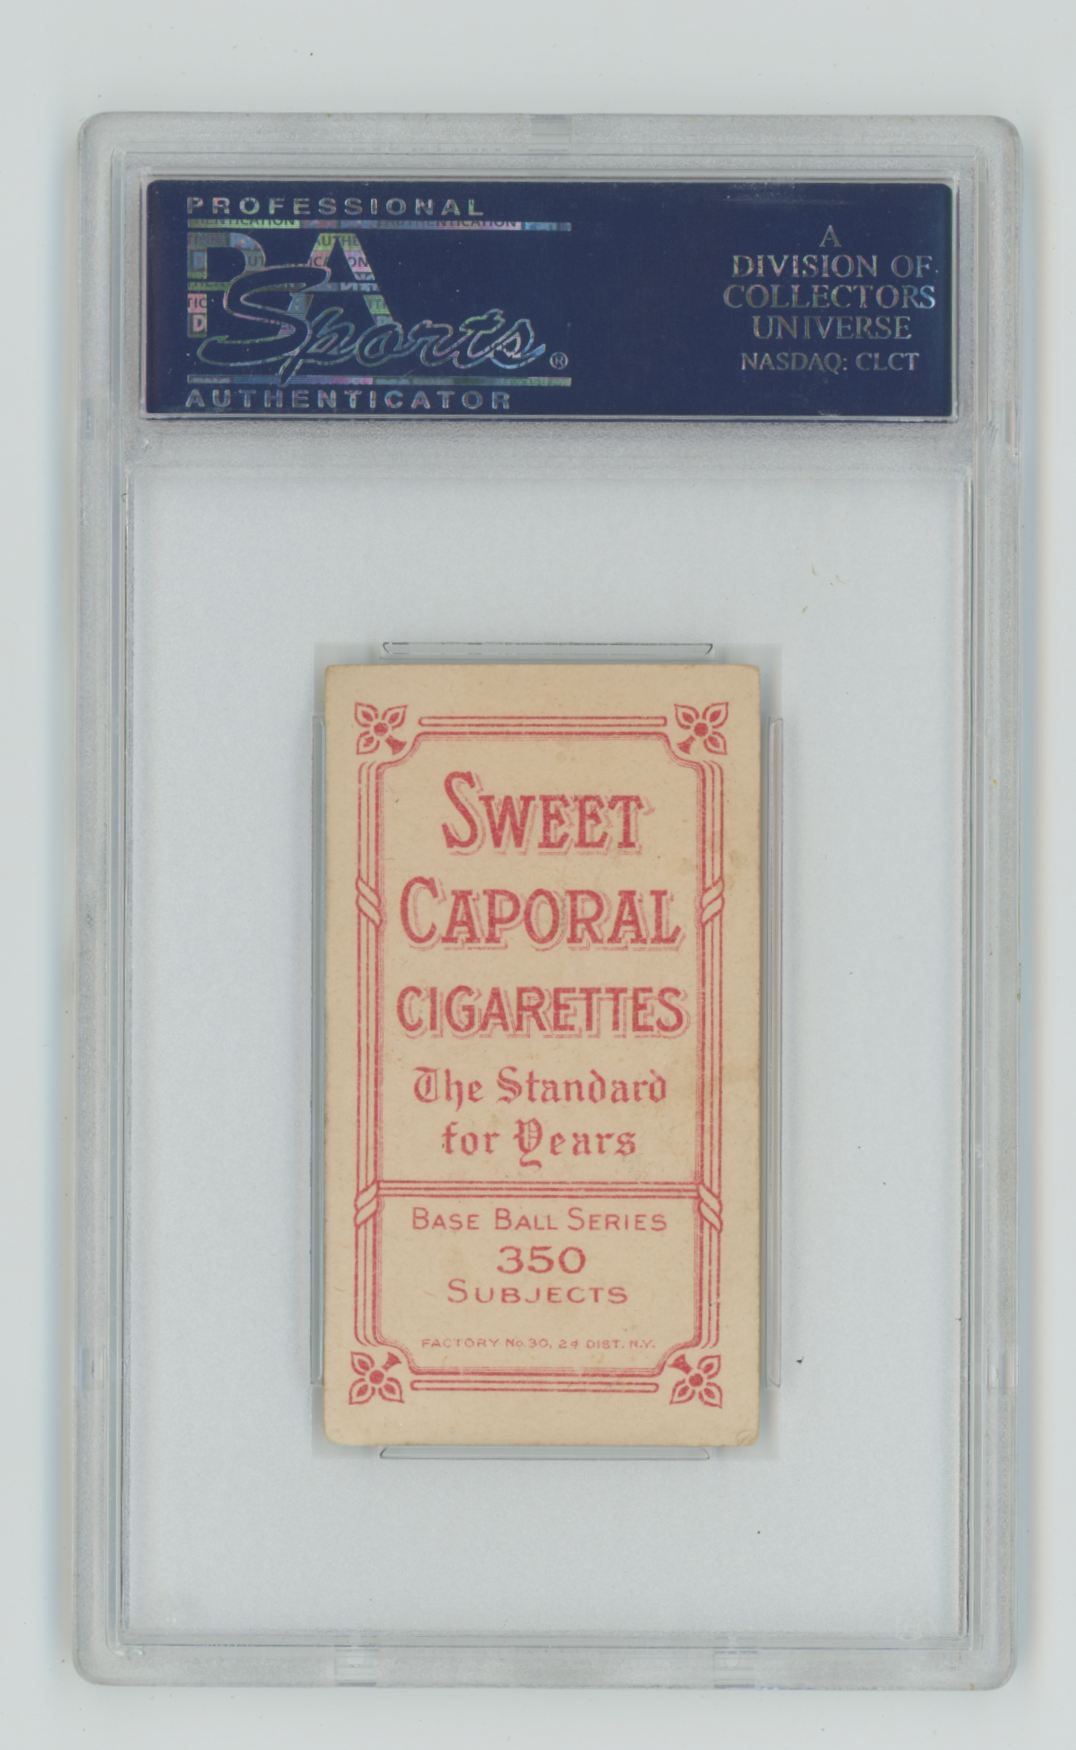 PROFESSIONAL
PSA
Sports®
AUTHENTICATOR
A
DIVISION OF
COLLECTORS
UNIVERSE
NASDAQ: CLCT
SWEET
CAPORAL
CIGARETTES
The Standard
for Years
BASE BALL SERIES
350
SUBJECTS
FACTORY No. 30, 2d DIST. N.Y.